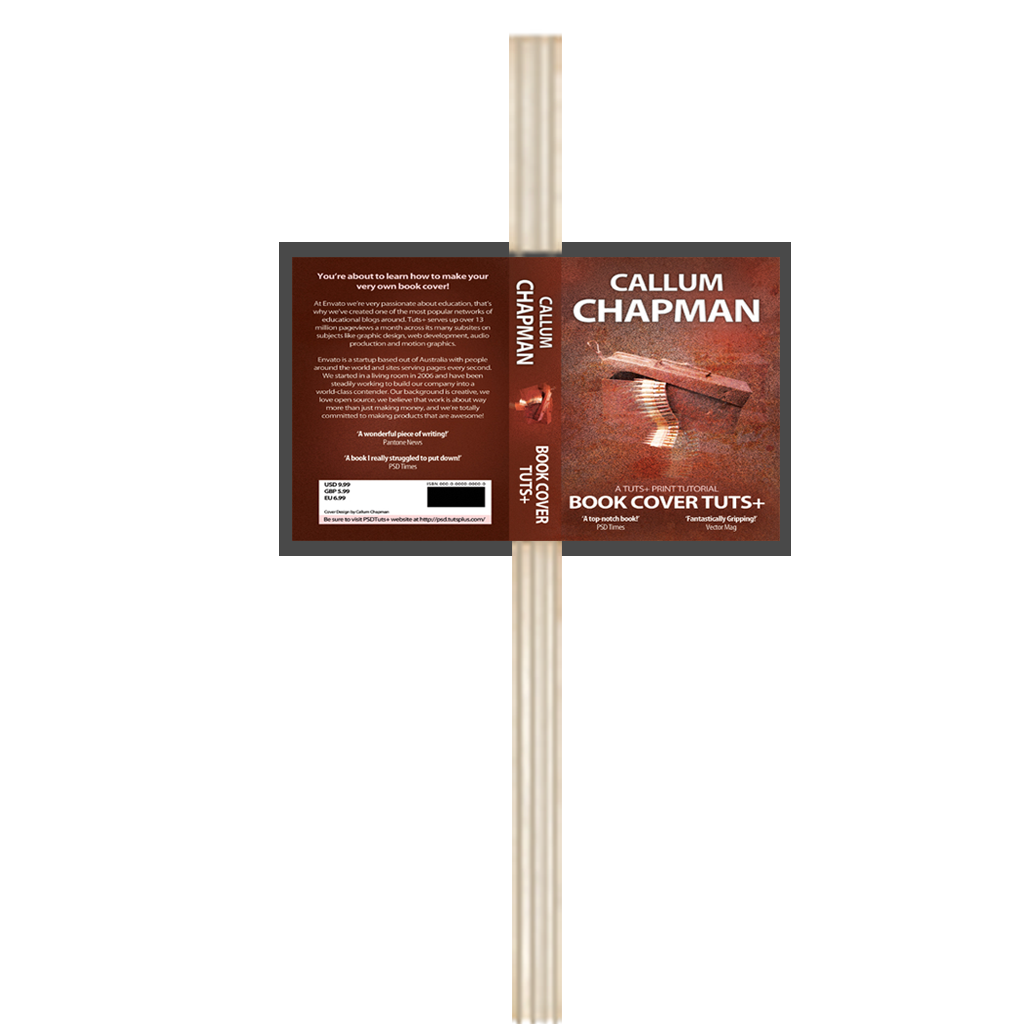 You're about to learn how to make your
very own book cover!
At Envato we're very passionate about education, that's
why we've created one of the most popular networks of
educational blogs around. Tuts+ serves up over 13
million pageviews a month across its many subsites on
subjects like graphic design, web development, audio
production and motion graphics.
Envato is a startup based out of Australia with people
around the world and sites serving pages every second.
We started in a living room in 2006 and have been
steadily working to build our company into a
world-class contender. Our background is creative, we
love open source, we believe that work is about way
more than just making money, and we're totally
committed to making products that are awesome!
'A wonderful piece of writing!'
Pantone News
'A book I really struggled to put down!'
PSD Times
USD 9.99
GBP 5.99
EU 6.99
ISBN 000-0-0000-0000-0
Cover Design by Callum Chapman
Be sure to visit PSDTuts+ website at http://psd.tutsplus.com/
CALLUM
CHAPMAN
BOOK COVER
TUTS+
CALLUM
CHAPMAN
A TUTS+ PRINT TUTORIAL
BOOK COVER TUTS+
'A top-notch book!'
PSD Times
'Fantastically Gripping!'
Vector Mag